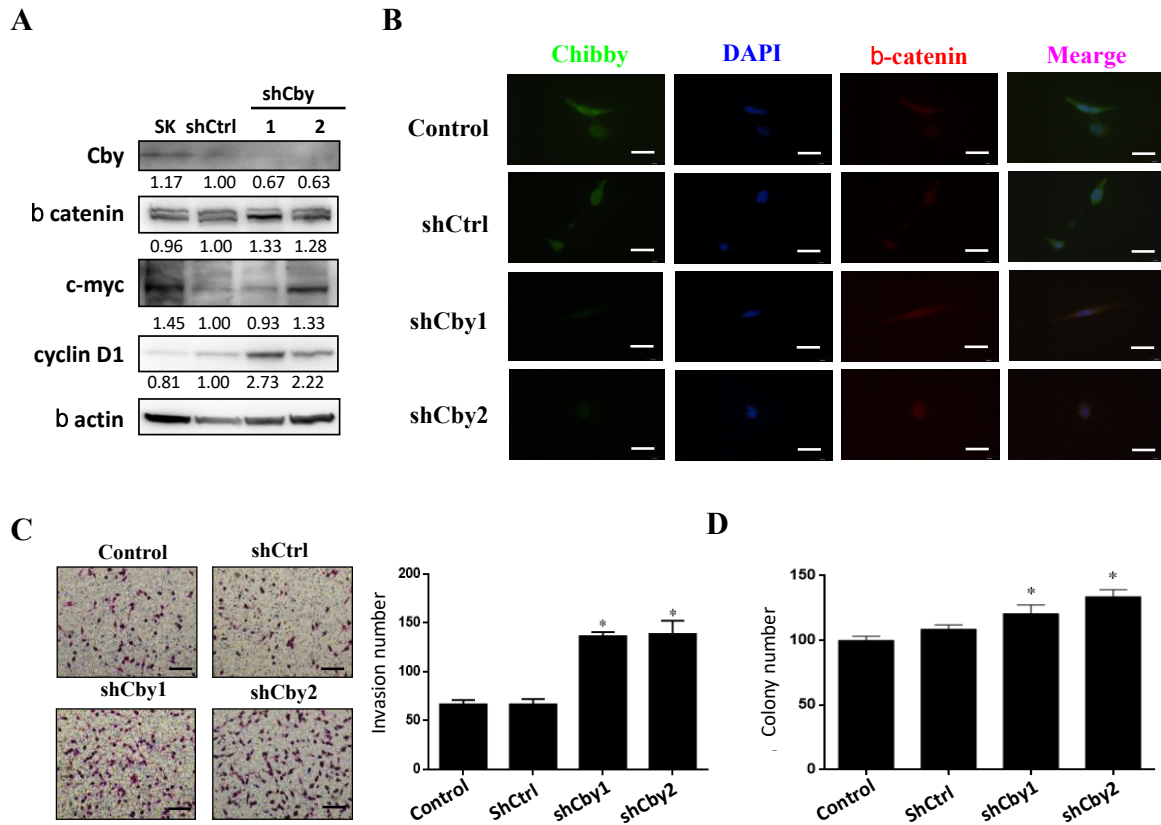 A
shCby
SK shCtrl 1 2
Cby
1.17 1.00 0.67 0.63
b catenin
0.96 1.00 1.33 1.28
c-myc
1.45 1.00 0.93 1.33
cyclin D1
0.81 1.00 2.73 2.22
b actin
B
Chibby DAPI b-catenin Mearge
Control
shCtrl
shCby1
shCby2
C
Control shCtrl
shCby1 shCby2
Invasion number
200
150
100
50
0
* *
Control ShCtrl shCby1 shCby2
D
Colony number
150
100
50
0
* *
Control ShCtrl shCby1 shCby2